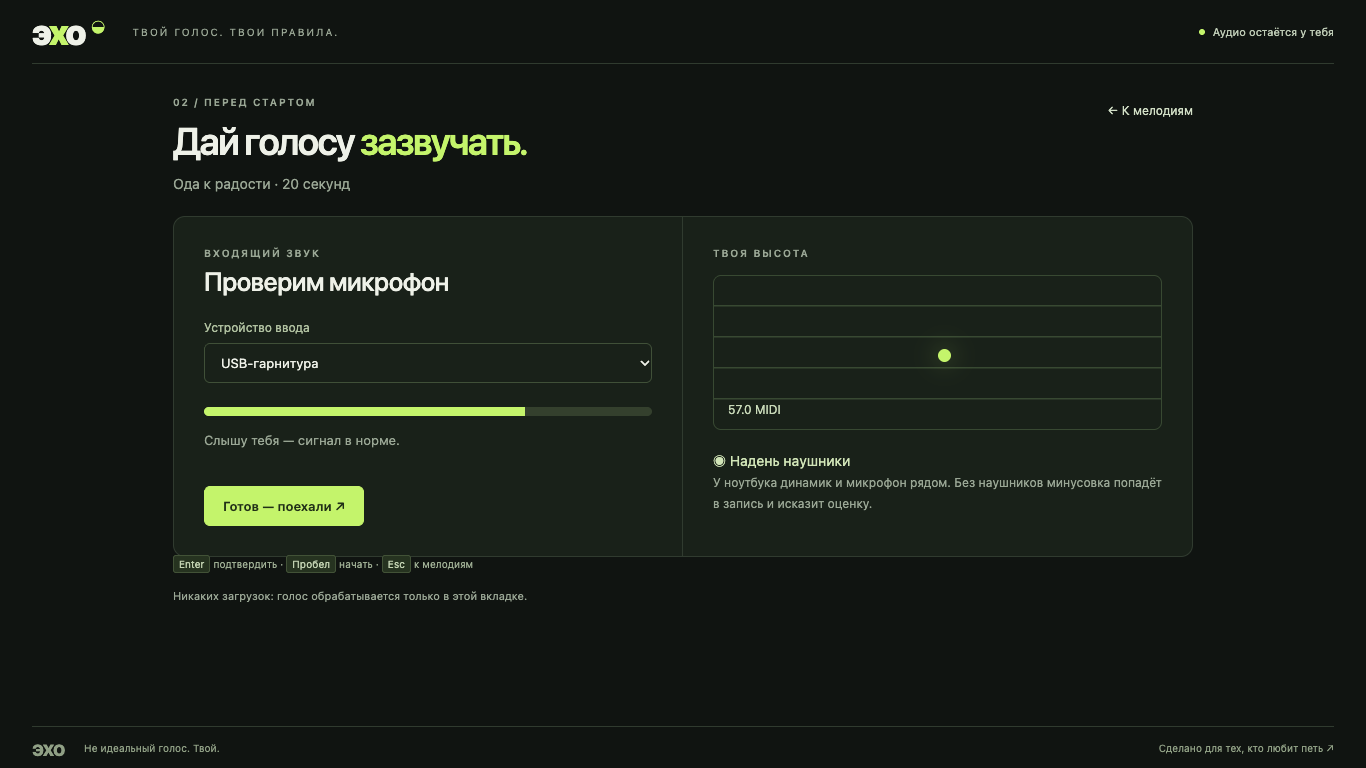 ЭХО
ТВОЙ ГОЛОС. ТВОИ ПРАВИЛА.
Аудио остаётся у тебя
02 / ПЕРЕД СТАРТОМ
← К мелодиям
Дай голосу зазвучать.
Ода к радости · 20 секунд
ВХОДЯЩИЙ ЗВУК
Проверим микрофон
Устройство ввода
USB-гарнитура
Слышу тебя — сигнал в норме.
Готов — поехали ↗
ТВОЯ ВЫСОТА
57.0 MIDI
◉ Надень наушники
У ноутбука динамик и микрофон рядом. Без наушников минусовка попадёт
в запись и исказит оценку.
Enter подтвердить · Пробел начать · Esc к мелодиям
Никаких загрузок: голос обрабатывается только в этой вкладке.
ЭХО
Не идеальный голос. Твой.
Сделано для тех, кто любит петь ↗